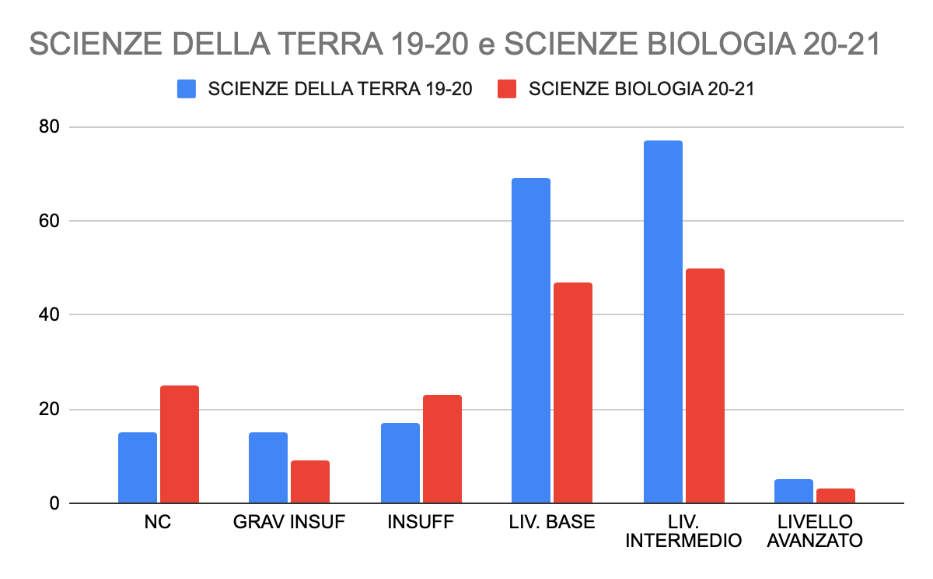 SCIENZE DELLA TERRA 19-20 e SCIENZE BIOLOGIA 20-21
SCIENZE DELLA TERRA 19-20 SCIENZE BIOLOGIA 20-21
80
60
40
20
0
NC GRAV INSUF INSUFF LIV. BASE LIV. LIVELLO
INTERMEDIO AVANZATO